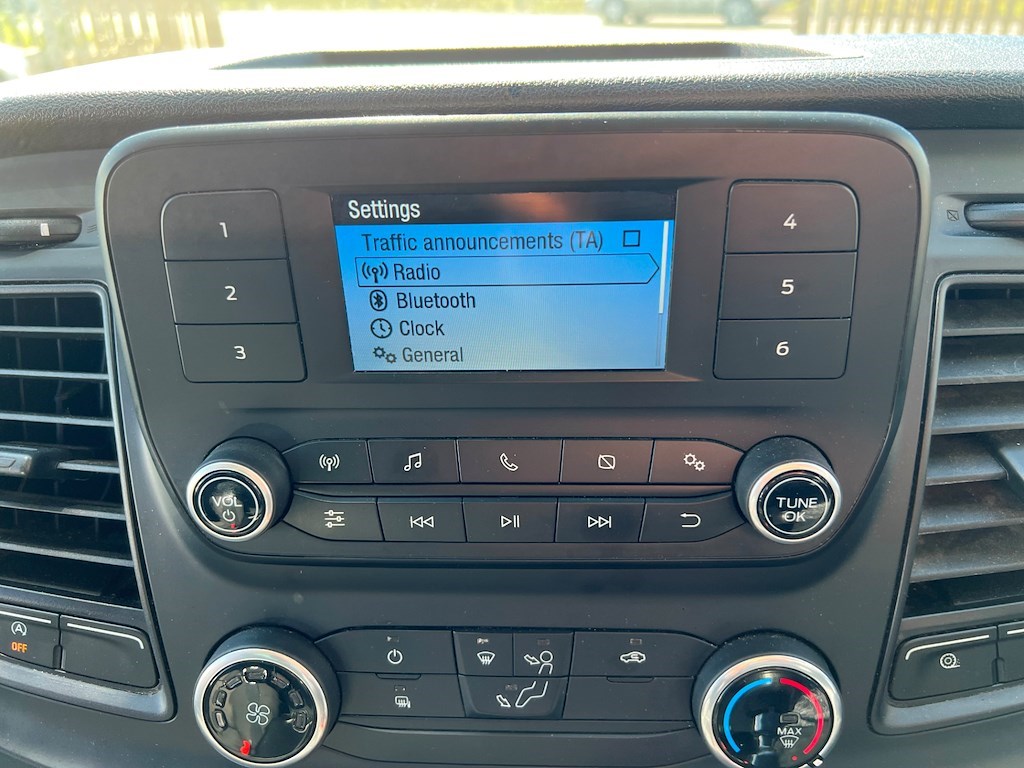 Settings
Traffic announcements (TA)
Radio
Bluetooth
Clock
General
1
2
3
4
5
6
VOL
TUNE
OK
A
OFF
MAX